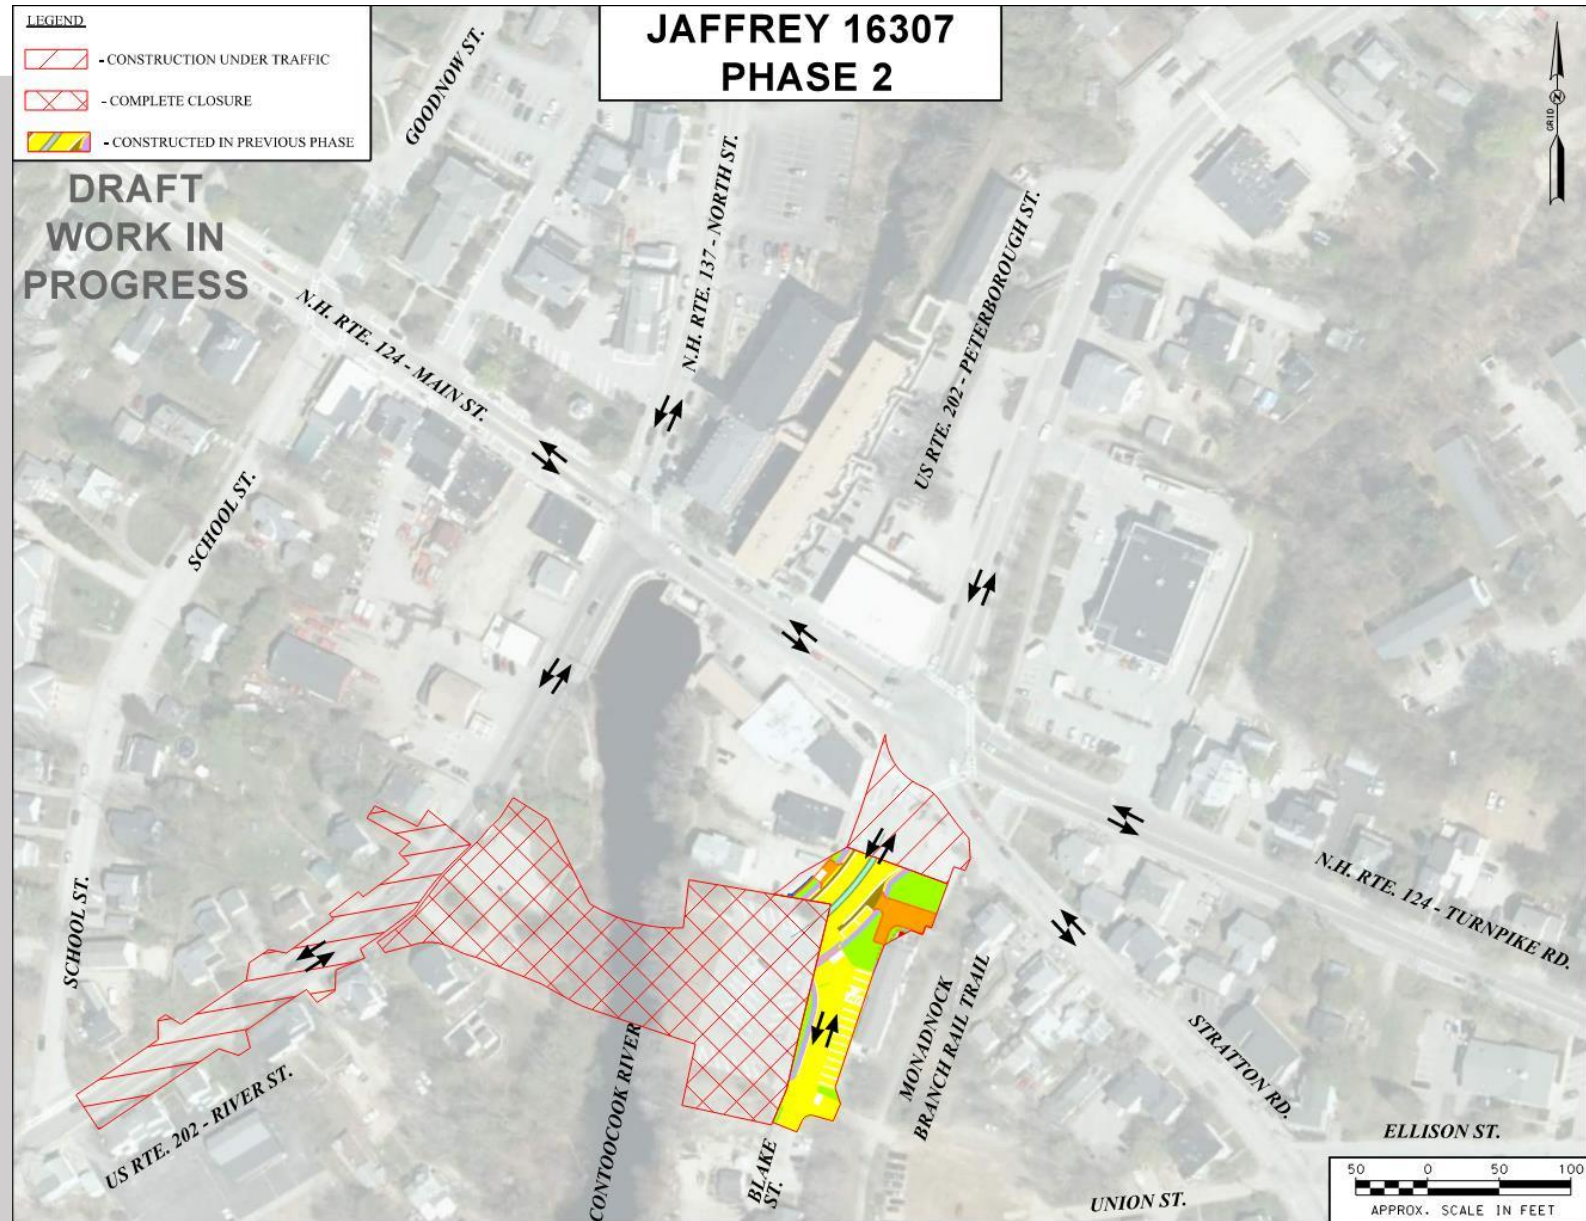 LEGEND
- CONSTRUCTION UNDER TRAFFIC
- COMPLETE CLOSURE
- CONSTRUCTED IN PREVIOUS PHASE
JAFFREY 16307
PHASE 2
DRAFT
WORK IN
PROGRESS
GRID
N
GOODNOW ST.
N.H. RTE. 137 - NORTH ST.
US RTE. 202 - PETERBOROUGH ST.
N.H. RTE. 124 - MAIN ST.
SCHOOL ST.
SCHOOL ST.
N.H. RTE. 124 - TURNPIKE RD.
MONADNOCK
BRANCH RAIL TRAIL
STRATTON RD.
US RTE. 202 - RIVER ST.
CONTOOCOOK RIVER
BLAKE
ST.
ELLISON ST.
UNION ST.
50 0 50 100
APPROX. SCALE IN FEET